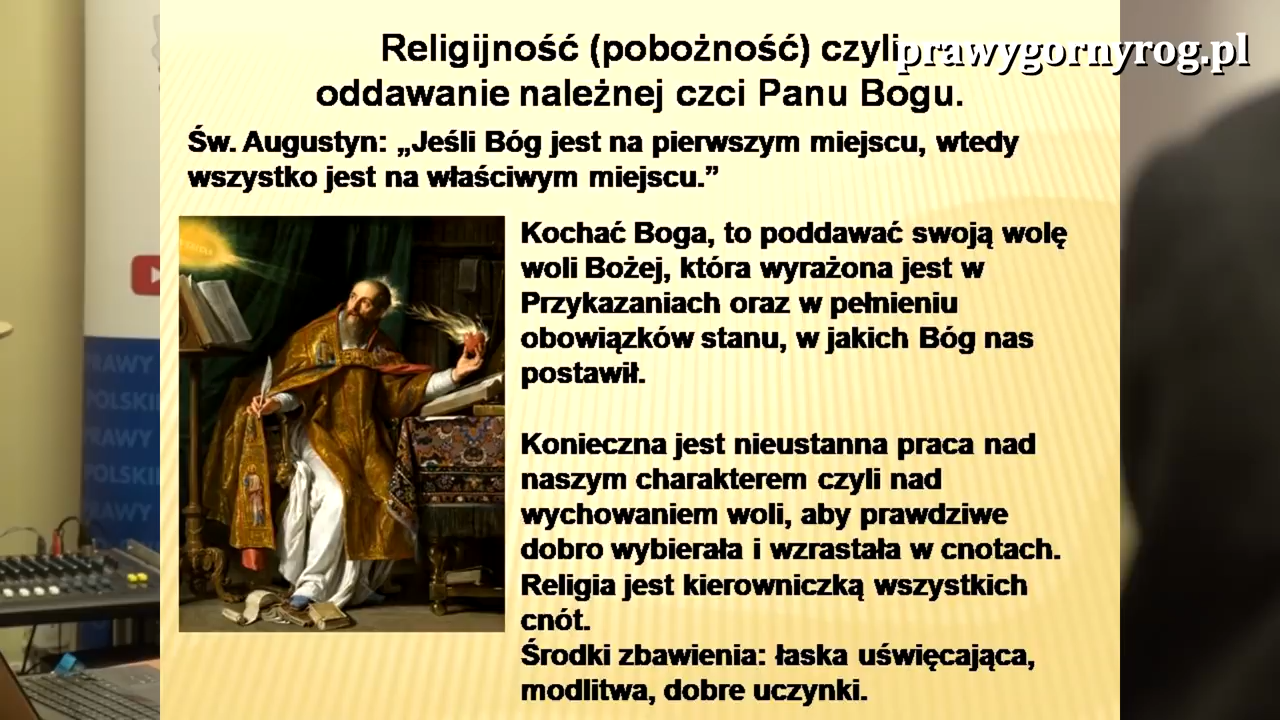 Religijność (pobożność) czyli
prawygornyrog.pl
oddawanie należnej czci Panu Bogu.
Św. Augustyn: „Jeśli Bóg jest na pierwszym miejscu, wtedy
wszystko jest na właściwym miejscu.”
Kochać Boga, to poddawać swoją wolę
woli Bożej, która wyrażona jest w
Przykazaniach oraz w pełnieniu
obowiązków stanu, w jakich Bóg nas
postawił.
Konieczna jest nieustanna praca nad
naszym charakterem czyli nad
wychowaniem woli, aby prawdziwe
dobro wybierała i wzrastała w cnotach.
Religia jest kierowniczką wszystkich
cnót.
Środki zbawienia: łaska uświęcająca,
modlitwa, dobre uczynki.
PRAWY
POLSKI
PRAWY
POLSKI
PRAWY